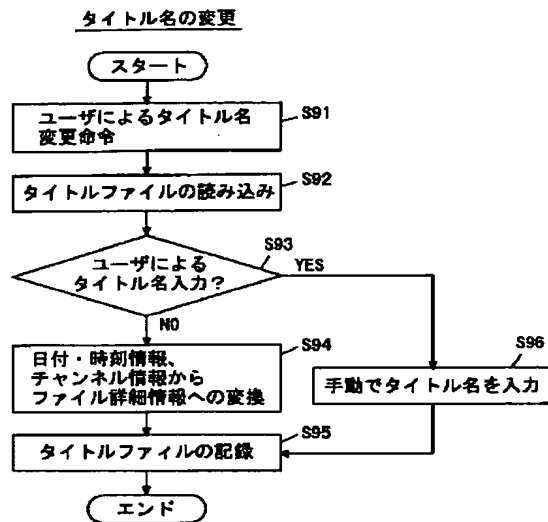 タイトル名の変更
スタート
ユーザによるタイトル名
変更命令
S91
タイトルファイルの読み込み
S92
ユーザによる
タイトル名入力？
S93
YES
NO
日付・時刻情報、
チャンネル情報から
ファイル詳細情報への変換
S94
手動でタイトル名を入力
S96
タイトルファィルの記録
S95
エンド